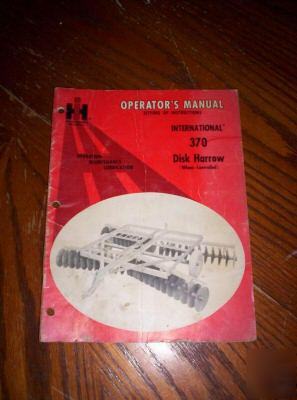 OPERATOR'S MANUAL
SETTING UP INSTRUCTIONS
INTERNATIONAL
370
Disk Harrow
(Wheel Controlled)
OPERATION
MAINTENANCE
LUBRICATION
IH